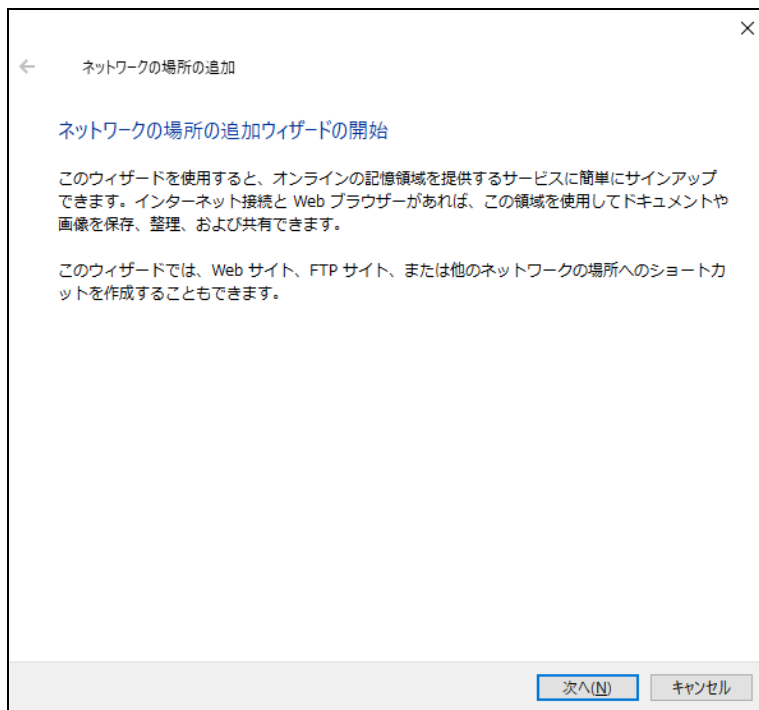 ネットワークの場所の追加
ネットワークの場所の追加ウィザードの開始
このウィザードを使用すると、オンラインの記憶領域を提供するサービスに簡単にサインアップ
できます。インターネット接続と Web ブラウザーがあれば、この領域を使用してドキュメントや
画像を保存、整理、および共有できます。
このウィザードでは、Web サイト、FTP サイト、または他のネットワークの場所へのショートカ
ットを作成することもできます。
次へ(N) キャンセル